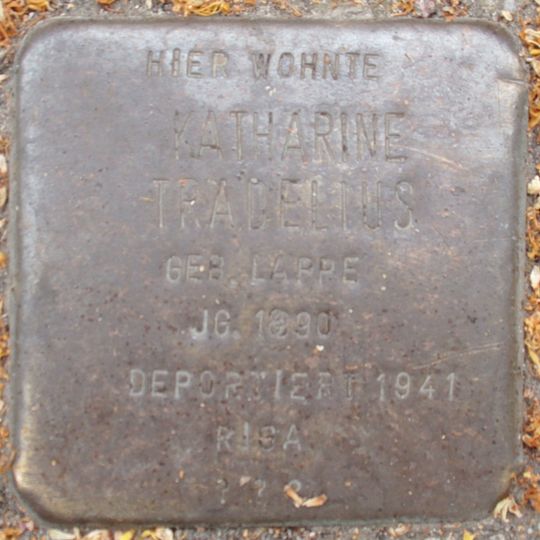 HIER WOHNTE
KATHARINE
TRADELIUS
GEB. LAPPE
JG. 1890
DEPORTIERT 1941
RIGA
???